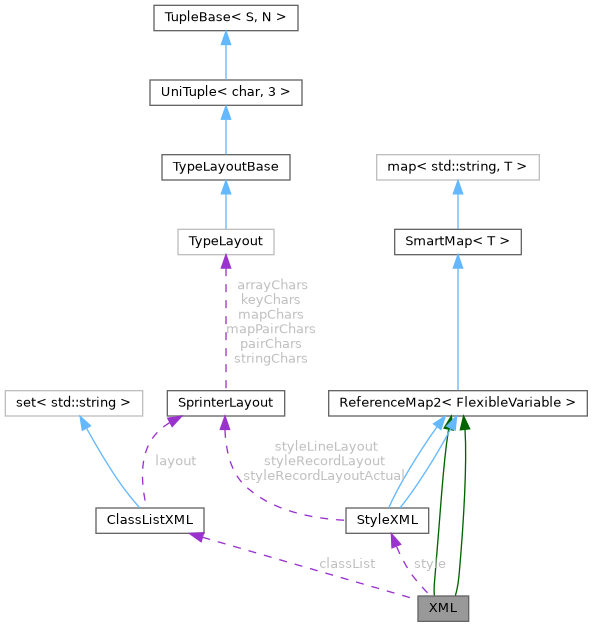 TupleBase< S, N >
UniTuple< char, 3 >
TypeLayoutBase
map< std::string, T >
TypeLayout
SmartMap< T >
arrayChars
keyChars
mapChars
mapPairChars
pairChars
stringChars
set< std::string >
SprinterLayout
ReferenceMap2< FlexibleVariable >
layout
styleLineLayout
styleRecordLayout
styleRecordLayoutActual
ClassListXML
StyleXML
classList
style
XML